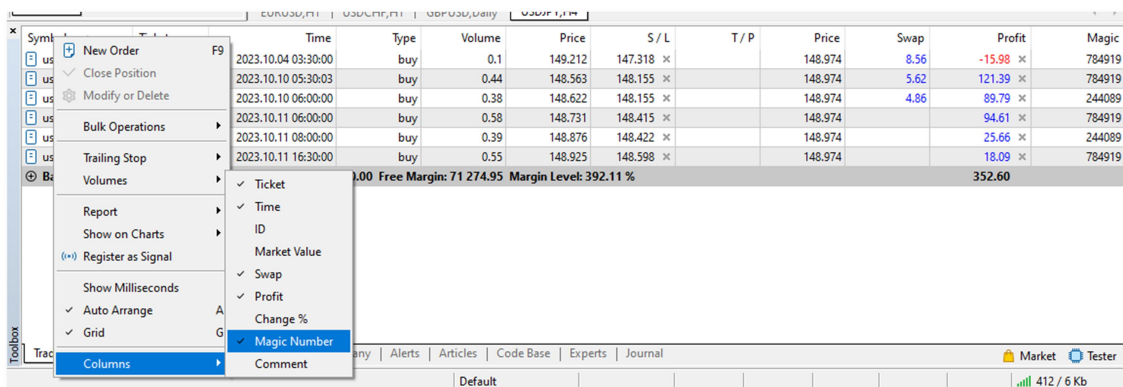 EURUSD,H1 | USDCHF,H1 | GBPUSD,Daily | USDJPY,H4
Time Type Volume Price S / L T / P Price Swap Profit Magic
New Order F9
us 2023.10.04 03:30:00 buy 0.1 149.212 147.318 148.974 8.56 -15.98 784919
Close Position
us 2023.10.10 05:30:03 buy 0.44 148.563 148.155 148.974 5.62 121.39 784919
Modify or Delete
us 2023.10.10 06:00:00 buy 0.38 148.622 148.155 148.974 4.86 89.79 244089
Bulk Operations
us 2023.10.11 06:00:00 buy 0.58 148.731 148.415 148.974 94.61 784919
us 2023.10.11 08:00:00 buy 0.39 148.876 148.422 148.974 25.66 244089
Trailing Stop
us 2023.10.11 16:30:00 buy 0.55 148.925 148.598 148.974 18.09 784919
Volumes
Ba .00 Free Margin: 71 274.95 Margin Level: 392.11 % 352.60
Report
Show on Charts
Register as Signal
Show Milliseconds
Auto Arrange A
Grid G
Columns
Ticket
Time
ID
Market Value
Swap
Profit
Change %
Magic Number
Comment
Toolbox
Trad any | Alerts | Articles | Code Base | Experts | Journal Market Tester
Default 412 / 6 Kb